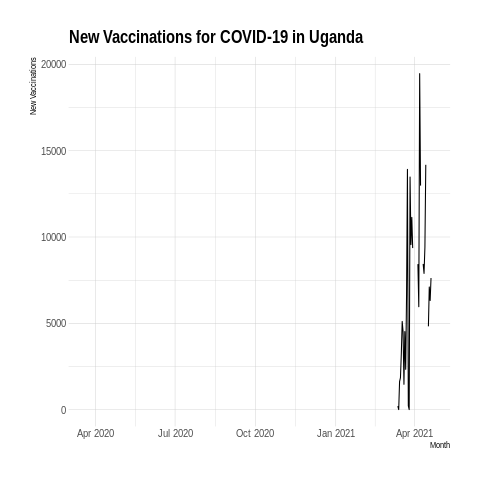 New Vaccinations for COVID-19 in Uganda
New Vaccinations
20000
15000
10000
5000
0
Apr 2020
Jul 2020
Oct 2020
Jan 2021
Apr 2021
Month